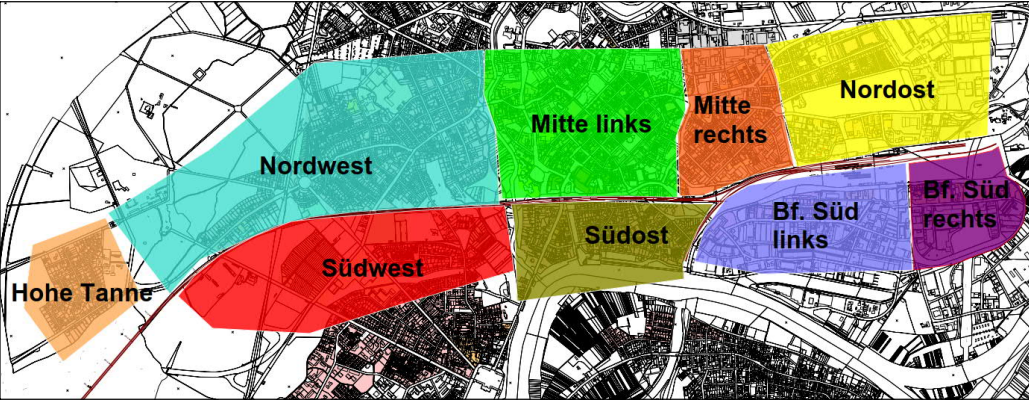 Nordost
Mitte links
Mitte
rechts
Nordwest
Bf. Süd
rechts
Bf. Süd
links
Südost
Südwest
Hohe Tanne